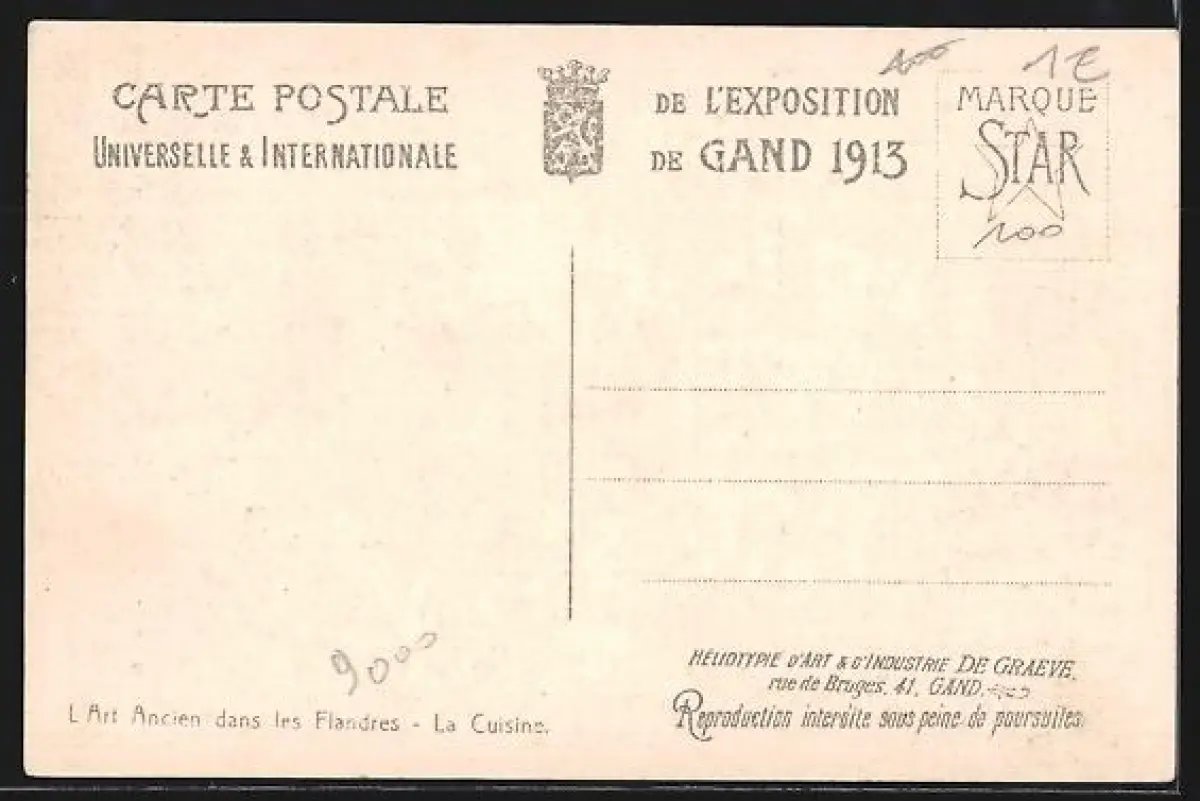 CARTE POSTALE
UNIVERSELLE & INTERNATIONALE
DE L'EXPOSITION
DE GAND 1913
1€
MARQUE
STAR
100
9000
L'Art Ancien dans les Flandres - La Cuisine.
HÉLIOTYPIE D'ART & D'INDUSTRIE DE GRAEVE,
rue de Bruges, 41, GAND.
Reproduction interdite sous peine de poursuites.